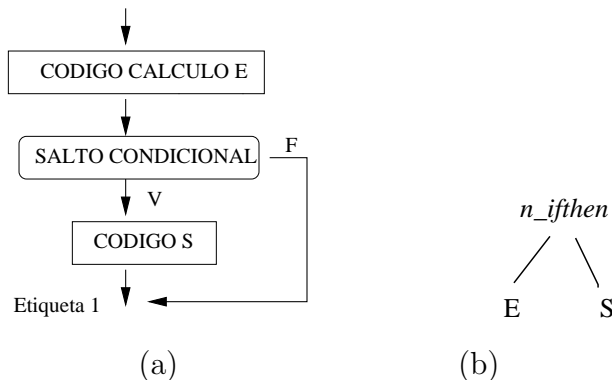 CODIGO CALCULO E
SALTO CONDICIONAL
F
V
CODIGO S
Etiqueta 1
(a)
n_ifthen
E
S
(b)